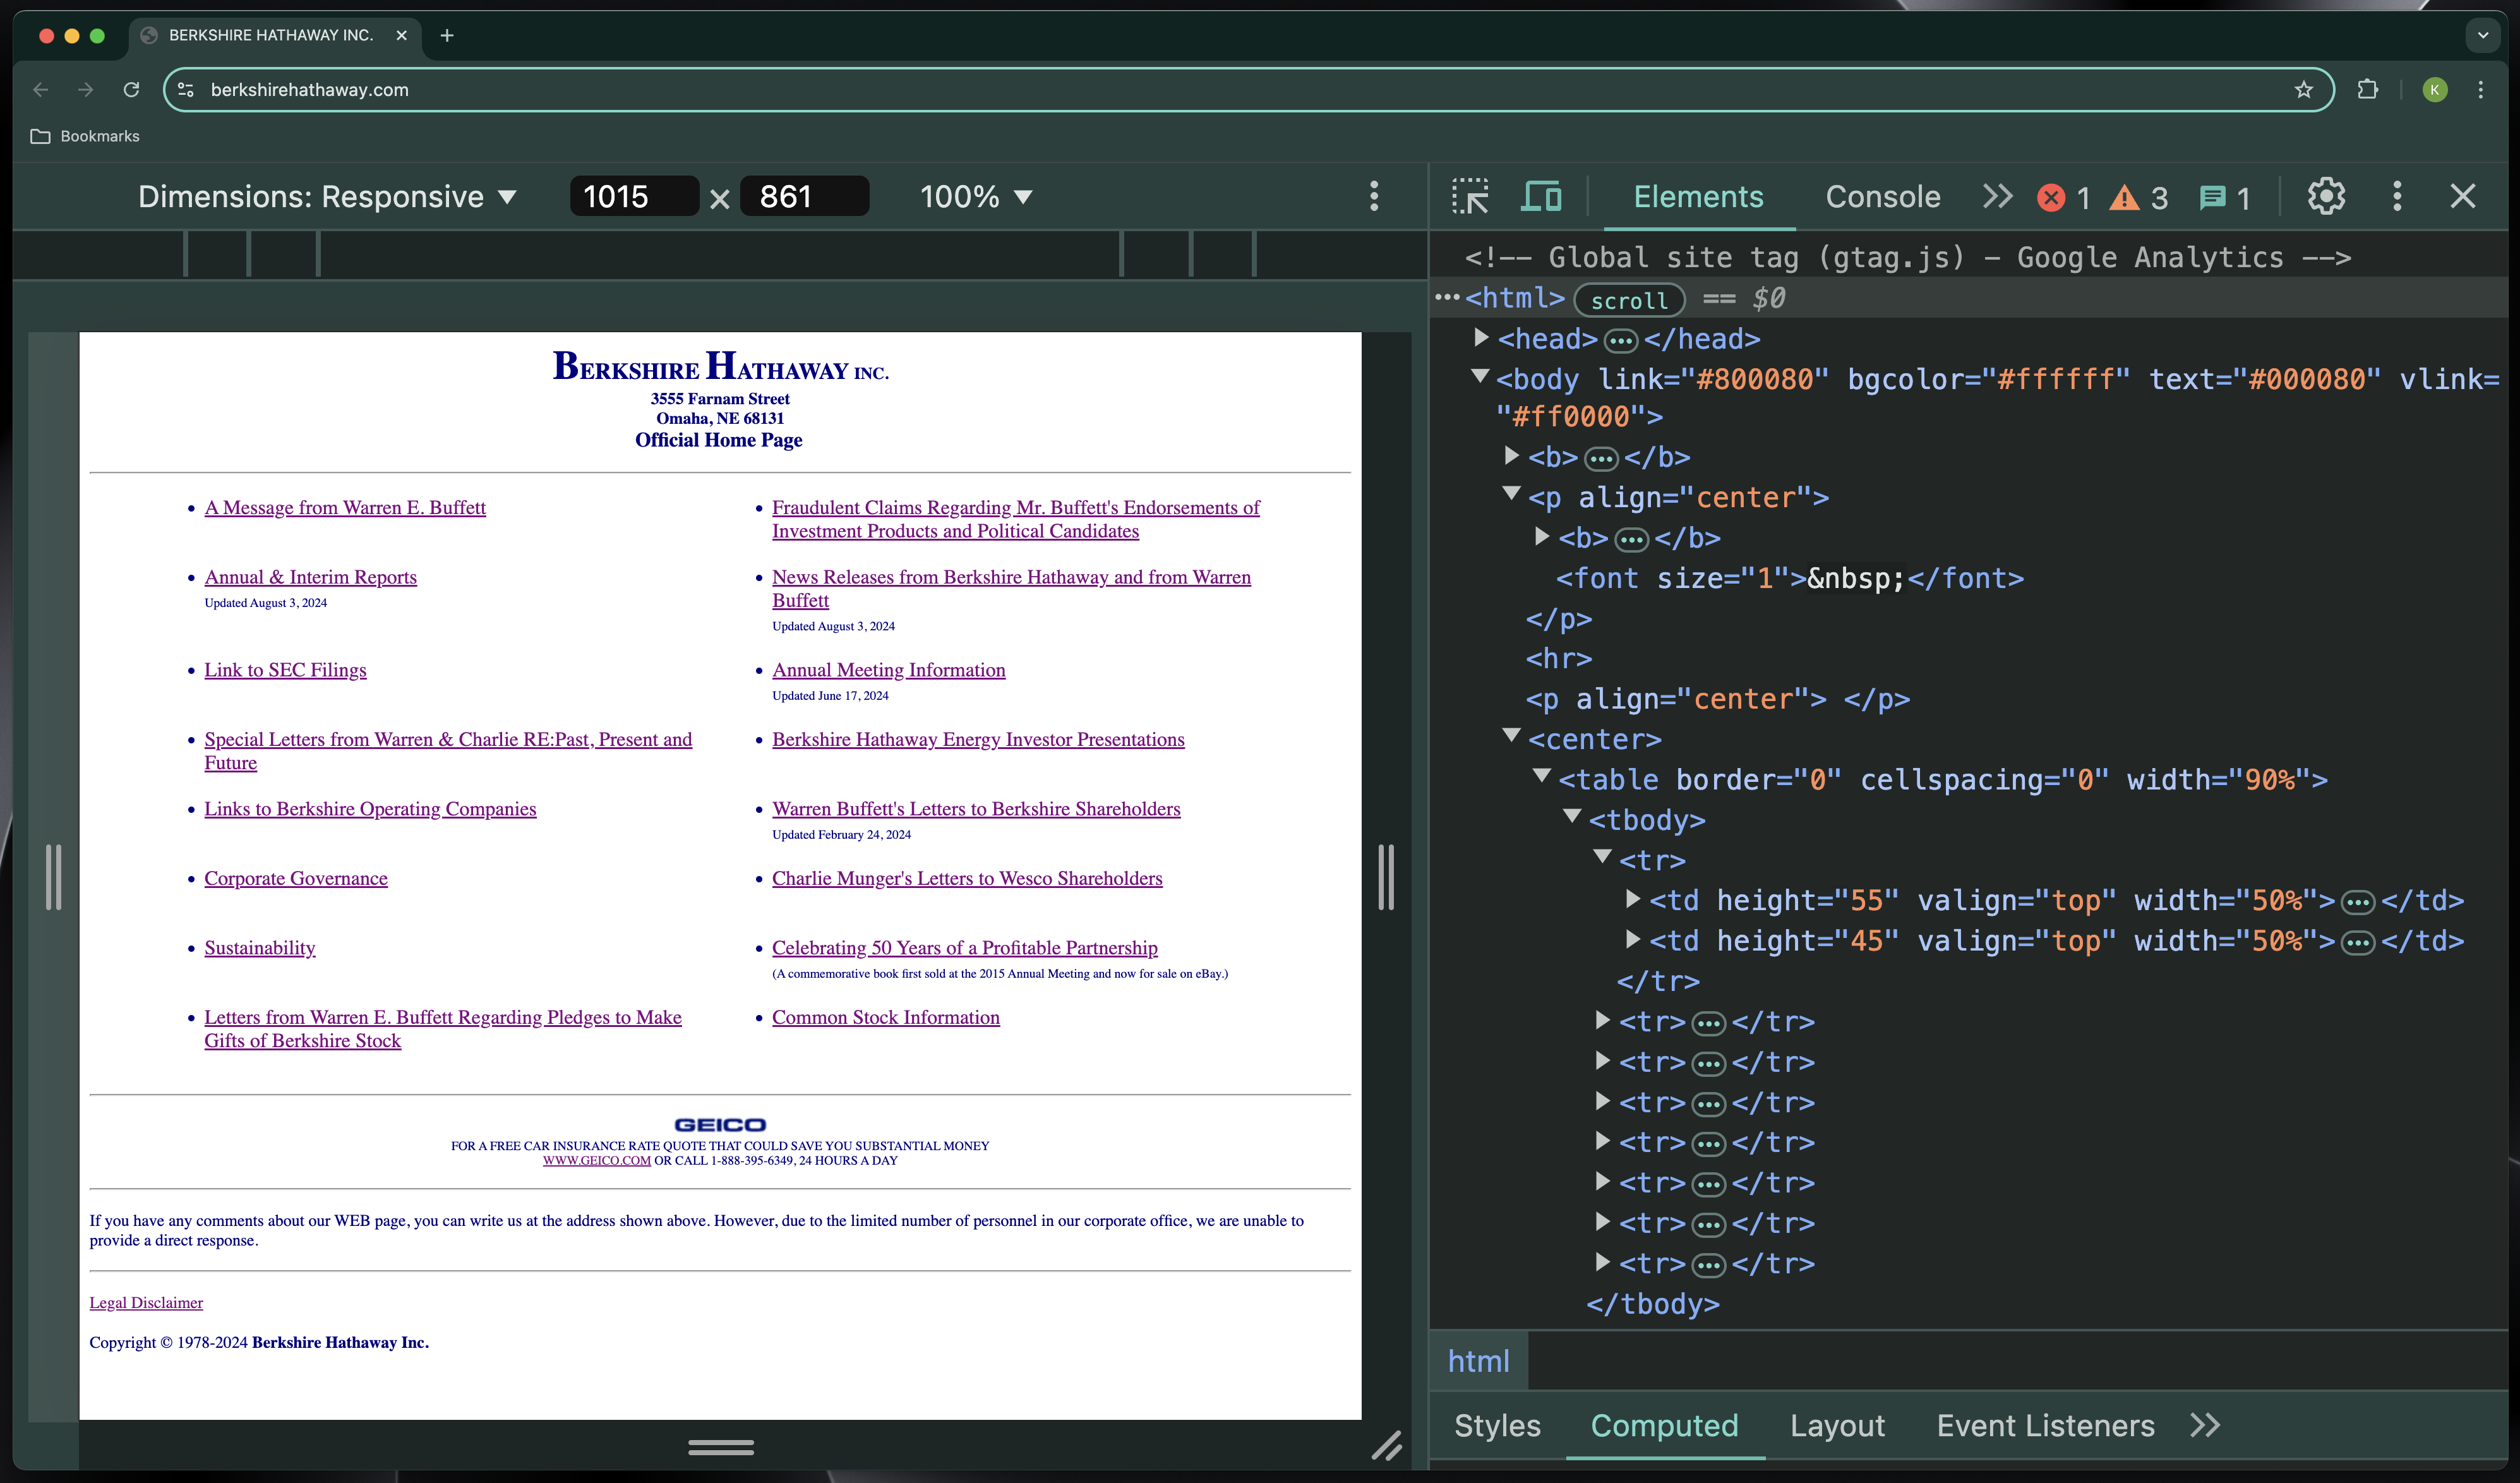 BERKSHIRE HATHAWAY INC.
berkshirehathaway.com
K
Bookmarks
Dimensions: Responsive
1015 × 861
100%
Elements
Console
1
3
1
BERKSHIRE HATHAWAY INC.
3555 Farnam Street
Omaha, NE 68131
Official Home Page
A Message from Warren E. Buffett
Fraudulent Claims Regarding Mr. Buffett's Endorsements of
Investment Products and Political Candidates
Annual & Interim Reports
Updated August 3, 2024
News Releases from Berkshire Hathaway and from Warren
Buffett
Updated August 3, 2024
Link to SEC Filings
Annual Meeting Information
Updated June 17, 2024
Special Letters from Warren & Charlie RE:Past, Present and
Future
Berkshire Hathaway Energy Investor Presentations
Links to Berkshire Operating Companies
Warren Buffett's Letters to Berkshire Shareholders
Updated February 24, 2024
Corporate Governance
Charlie Munger's Letters to Wesco Shareholders
Sustainability
Celebrating 50 Years of a Profitable Partnership
(A commemorative book first sold at the 2015 Annual Meeting and now for sale on eBay.)
Letters from Warren E. Buffett Regarding Pledges to Make
Gifts of Berkshire Stock
Common Stock Information
GEICO
FOR A FREE CAR INSURANCE RATE QUOTE THAT COULD SAVE YOU SUBSTANTIAL MONEY
WWW.GEICO.COM OR CALL 1-888-395-6349, 24 HOURS A DAY
If you have any comments about our WEB page, you can write us at the address shown above. However, due to the limited number of personnel in our corporate office, we are unable to
provide a direct response.
Legal Disclaimer
Copyright © 1978-2024 Berkshire Hathaway Inc.
<!-- Global site tag (gtag.js) - Google Analytics -->
<html> scroll == $0
<head>…</head>
<body link="#800080" bgcolor="#ffffff" text="#000080" vlink=
"#ff0000">
<b>…</b>
<p align="center">
<b>…</b>
<font size="1">&nbsp;</font>
</p>
<hr>
<p align="center"> </p>
<center>
<table border="0" cellspacing="0" width="90%">
<tbody>
<tr>
<td height="55" valign="top" width="50%">…</td>
<td height="45" valign="top" width="50%">…</td>
</tr>
<tr>…</tr>
<tr>…</tr>
<tr>…</tr>
<tr>…</tr>
<tr>…</tr>
<tr>…</tr>
<tr>…</tr>
</tbody>
html
Styles
Computed
Layout
Event Listeners